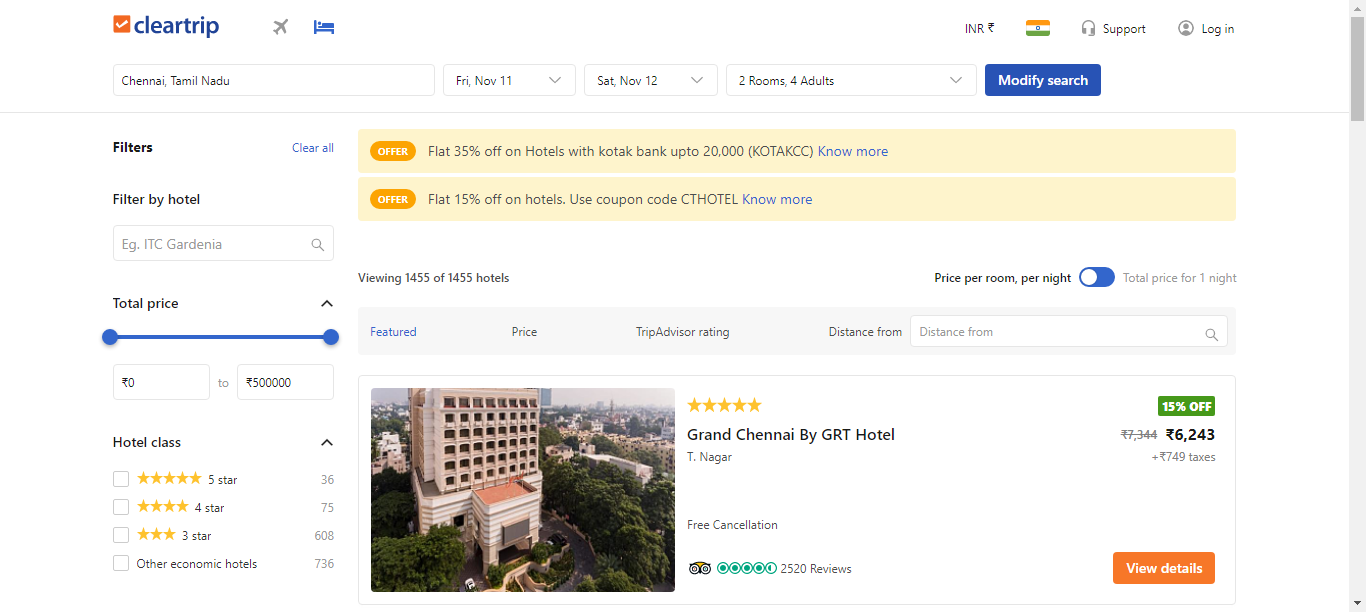 cleartrip
INR ₹
Support
Log in
Chennai, Tamil Nadu
Fri, Nov 11
Sat, Nov 12
2 Rooms, 4 Adults
Modify search
Filters
Clear all
Filter by hotel
Eg. ITC Gardenia
Total price
₹0 to ₹500000
Hotel class
5 star 36
4 star 75
3 star 608
Other economic hotels 736
OFFER Flat 35% off on Hotels with kotak bank upto 20,000 (KOTAKCC) Know more
OFFER Flat 15% off on hotels. Use coupon code CTHOTEL Know more
Viewing 1455 of 1455 hotels
Price per room, per night
Total price for 1 night
Featured
Price
TripAdvisor rating
Distance from
Distance from
15% OFF
Grand Chennai By GRT Hotel
₹7,344 ₹6,243
T. Nagar
+₹749 taxes
Free Cancellation
2520 Reviews
View details